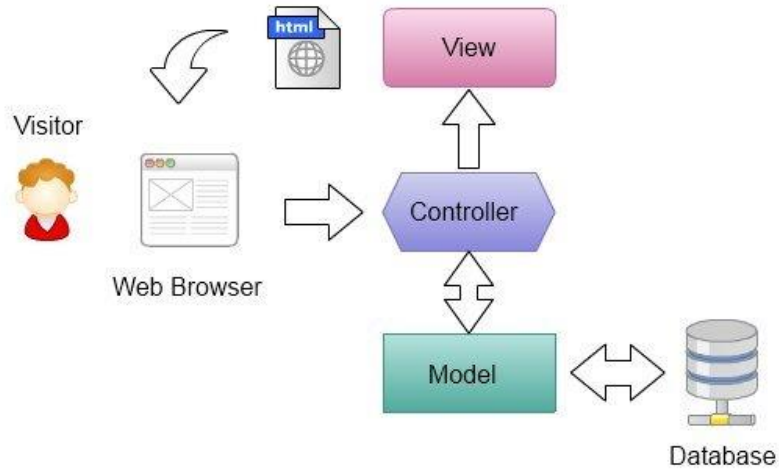 html
View
Visitor
Controller
Web Browser
Model
Database